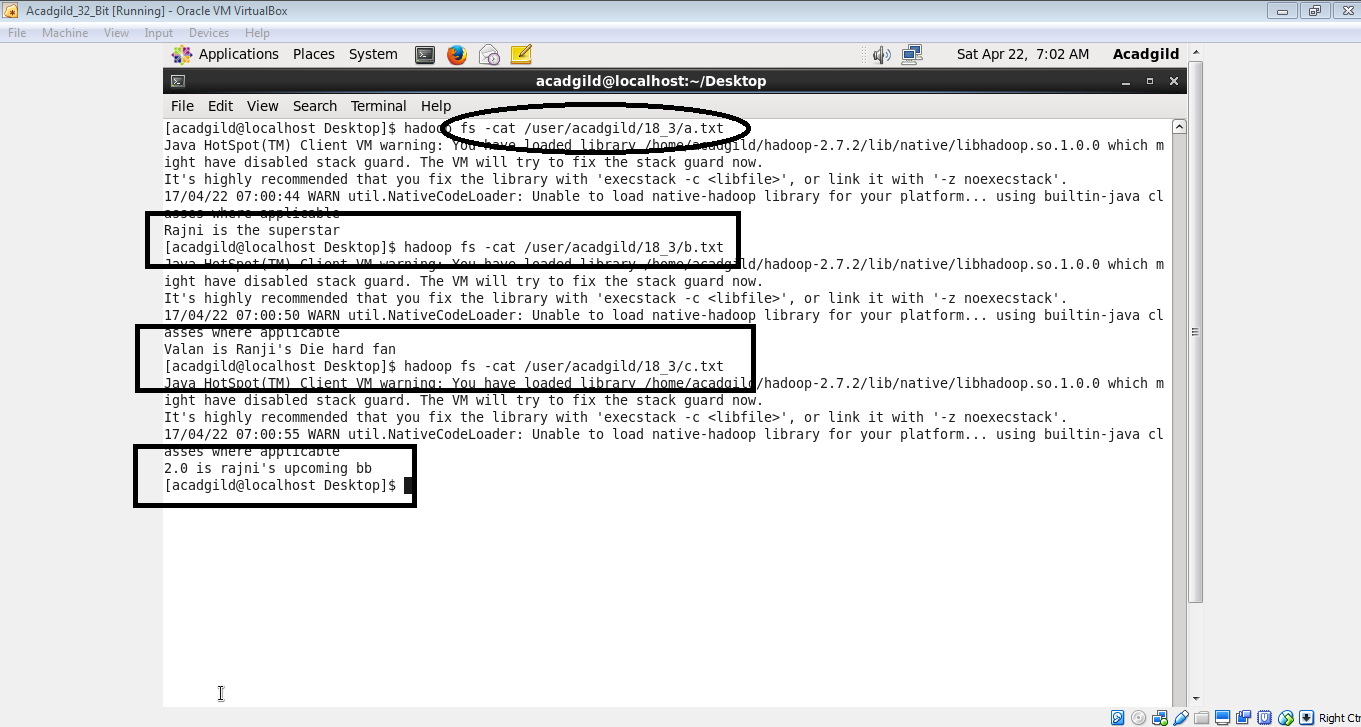 Acadgild_32_Bit [Running] - Oracle VM VirtualBox
File Machine View Input Devices Help
Applications Places System Sat Apr 22, 7:02 AM Acadgild
acadgild@localhost:~/Desktop
File Edit View Search Terminal Help
[acadgild@localhost Desktop]$ hadoop fs -cat /user/acadgild/18_3/a.txt
Java HotSpot(TM) Client VM warning: You have loaded library /home/acadgild/hadoop-2.7.2/lib/native/libhadoop.so.1.0.0 which m
ight have disabled stack guard. The VM will try to fix the stack guard now.
It's highly recommended that you fix the library with 'execstack -c <libfile>', or link it with '-z noexecstack'.
17/04/22 07:00:44 WARN util.NativeCodeLoader: Unable to load native-hadoop library for your platform... using builtin-java cl
asses where applicable
Rajni is the superstar
[acadgild@localhost Desktop]$ hadoop fs -cat /user/acadgild/18_3/b.txt
Java HotSpot(TM) Client VM warning: You have loaded library /home/acadgild/hadoop-2.7.2/lib/native/libhadoop.so.1.0.0 which m
ight have disabled stack guard. The VM will try to fix the stack guard now.
It's highly recommended that you fix the library with 'execstack -c <libfile>', or link it with '-z noexecstack'.
17/04/22 07:00:50 WARN util.NativeCodeLoader: Unable to load native-hadoop library for your platform... using builtin-java cl
asses where applicable
Valan is Ranji's Die hard fan
[acadgild@localhost Desktop]$ hadoop fs -cat /user/acadgild/18_3/c.txt
Java HotSpot(TM) Client VM warning: You have loaded library /home/acadgild/hadoop-2.7.2/lib/native/libhadoop.so.1.0.0 which m
ight have disabled stack guard. The VM will try to fix the stack guard now.
It's highly recommended that you fix the library with 'execstack -c <libfile>', or link it with '-z noexecstack'.
17/04/22 07:00:55 WARN util.NativeCodeLoader: Unable to load native-hadoop library for your platform... using builtin-java cl
asses where applicable
2.0 is rajni's upcoming bb
[acadgild@localhost Desktop]$
Right Ctr